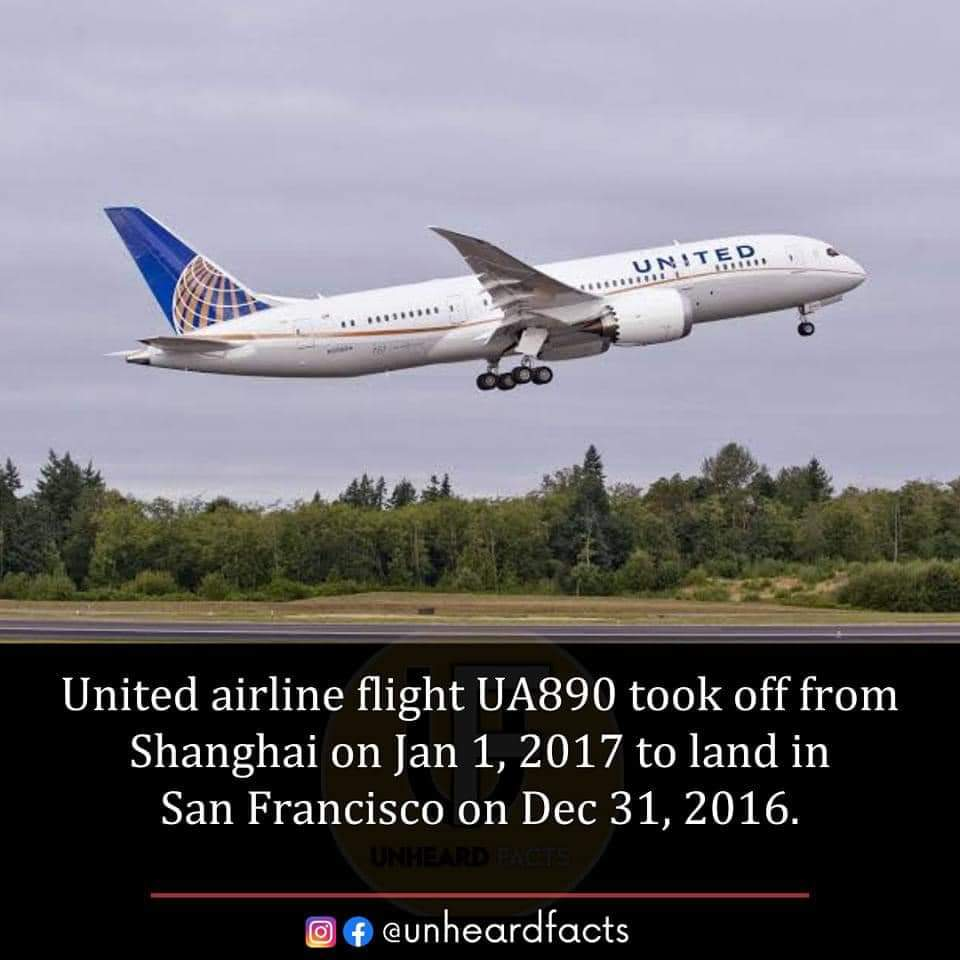 UNITED
United airline flight UA890 took off from
Shanghai on Jan 1, 2017 to land in
San Francisco on Dec 31, 2016.
UNHEARD FACTS
@unheardfacts